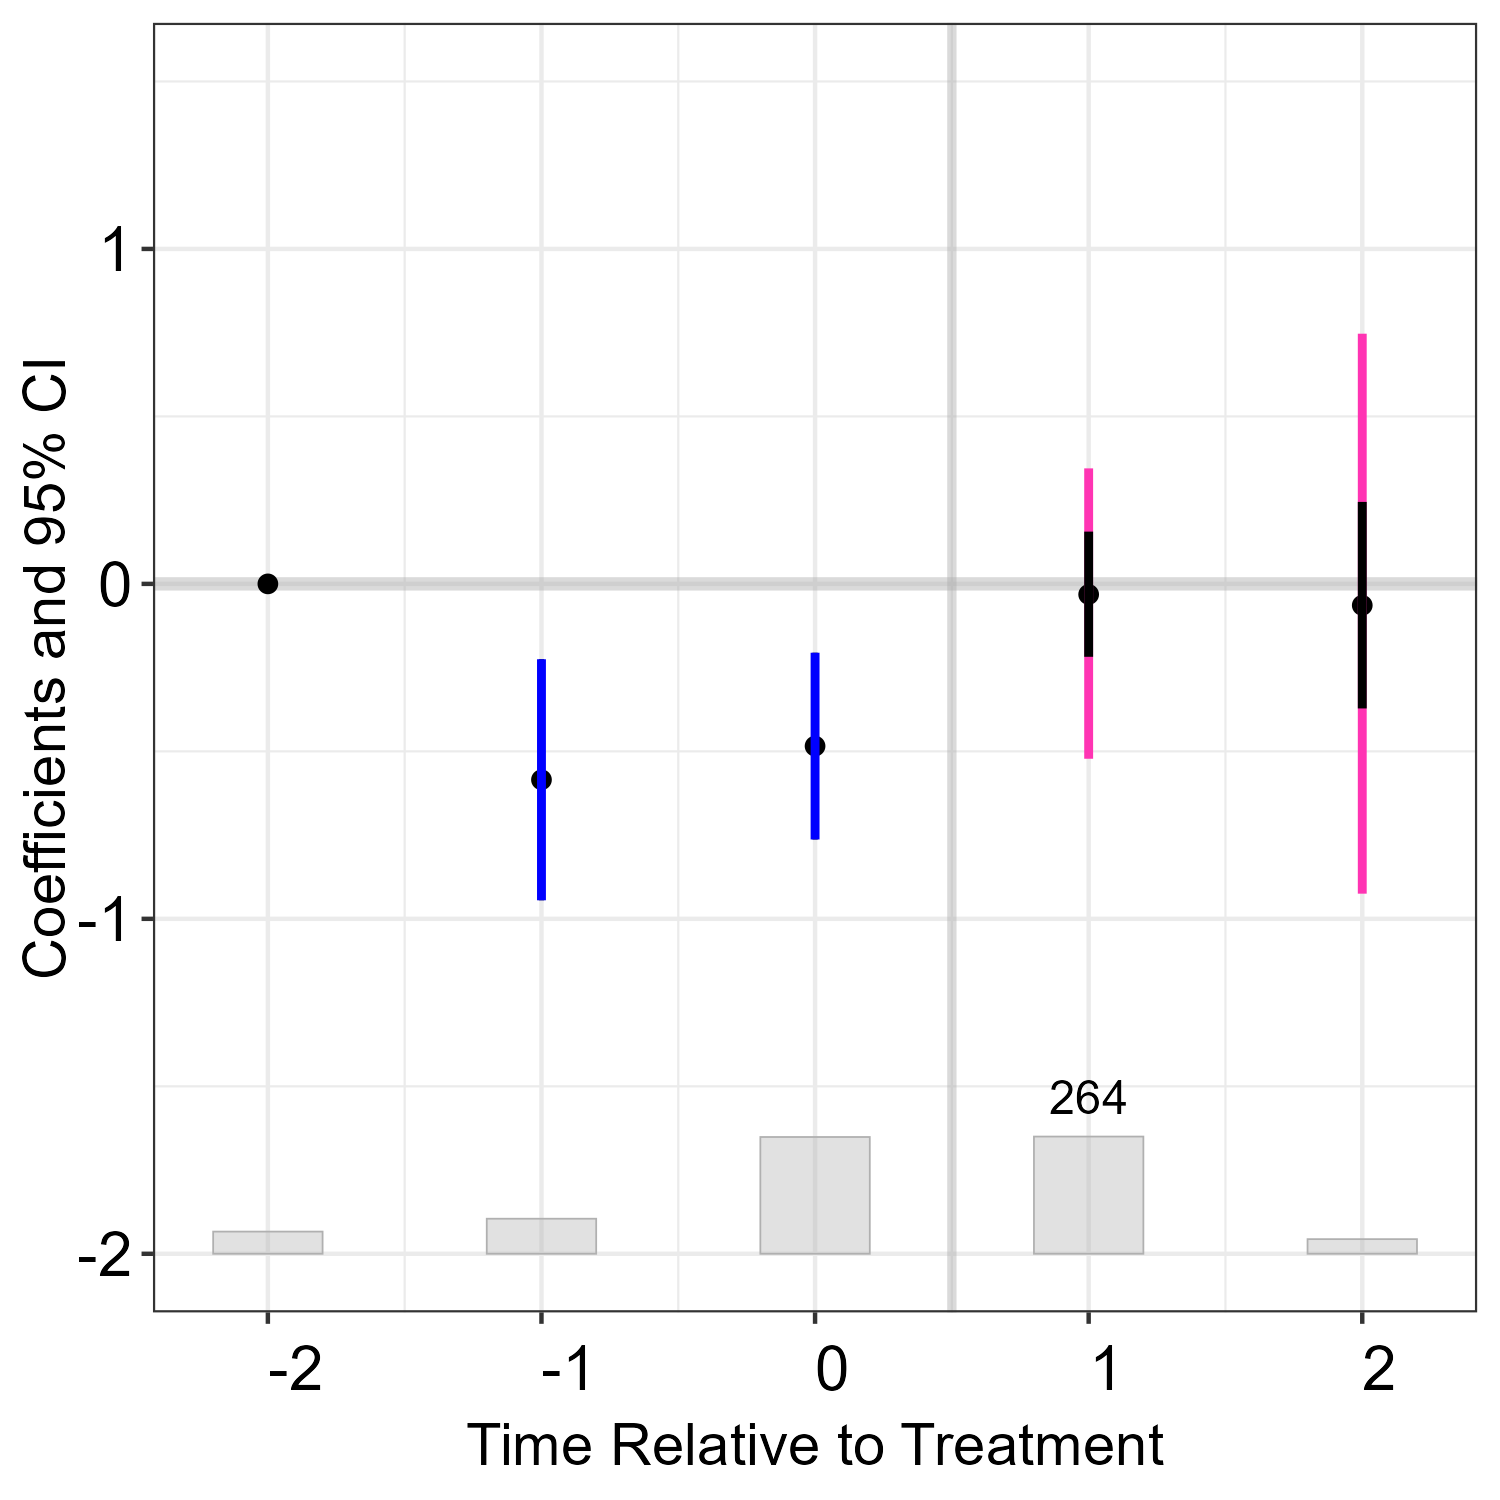 Coefficients and 95% CI
1
0
-1
-2
264
-2 -1 0 1 2
Time Relative to Treatment